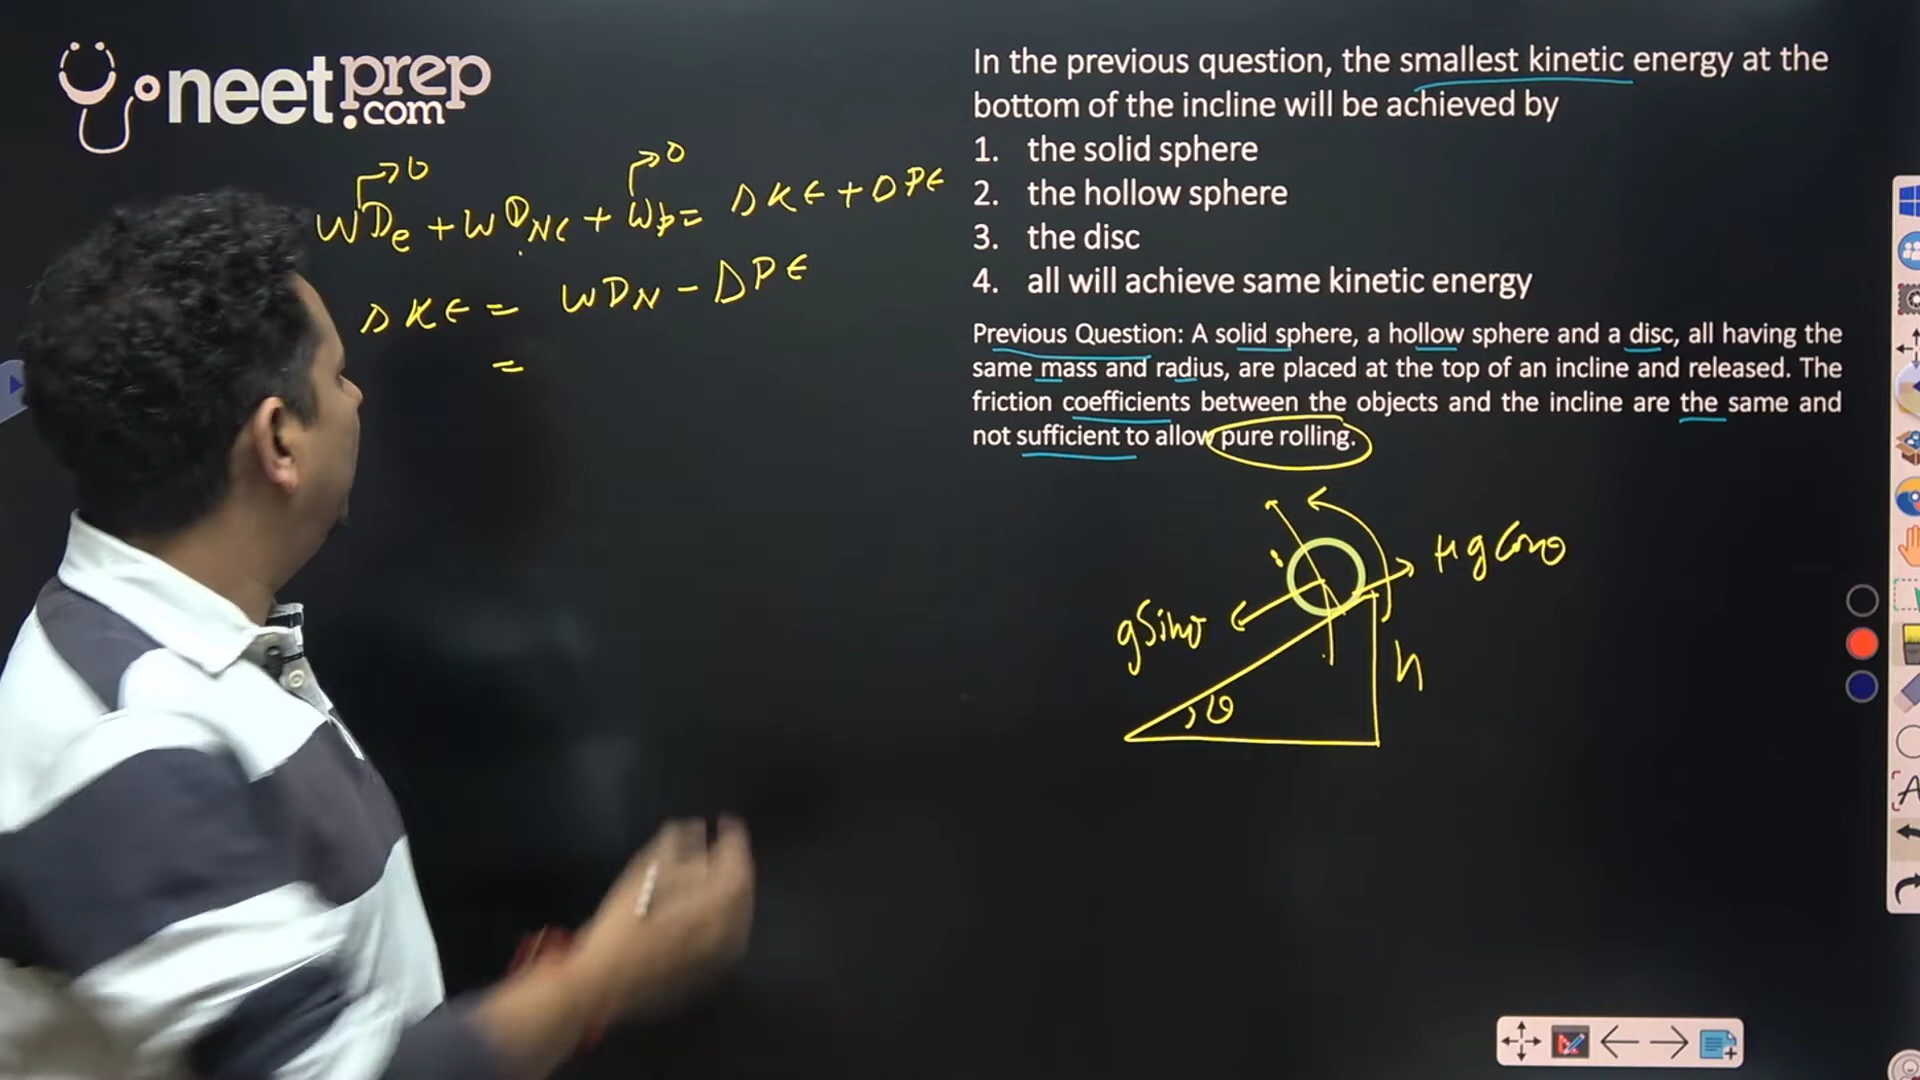 neetprep
.com
In the previous question, the smallest kinetic energy at the
bottom of the incline will be achieved by
1. the solid sphere
2. the hollow sphere
3. the disc
4. all will achieve same kinetic energy
Previous Question: A solid sphere, a hollow sphere and a disc, all having the
same mass and radius, are placed at the top of an incline and released. The
friction coefficients between the objects and the incline are the same and
not sufficient to allow pure rolling.
→0 →0
WDe + WDNC + Wp = ΔKE + ΔPE
ΔKE = WDN - ΔPE
=
μg cosθ
g sinθ
h
θ